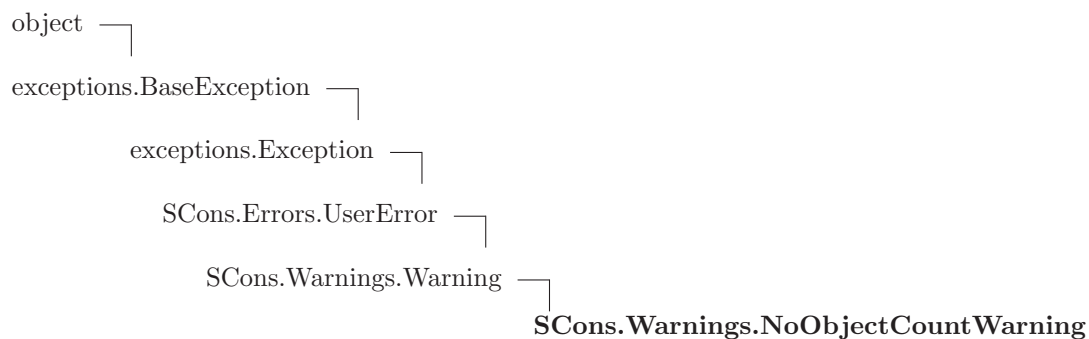 object
exceptions.BaseException
exceptions.Exception
SCons.Errors.UserError
SCons.Warnings.Warning
SCons.Warnings.NoObjectCountWarning